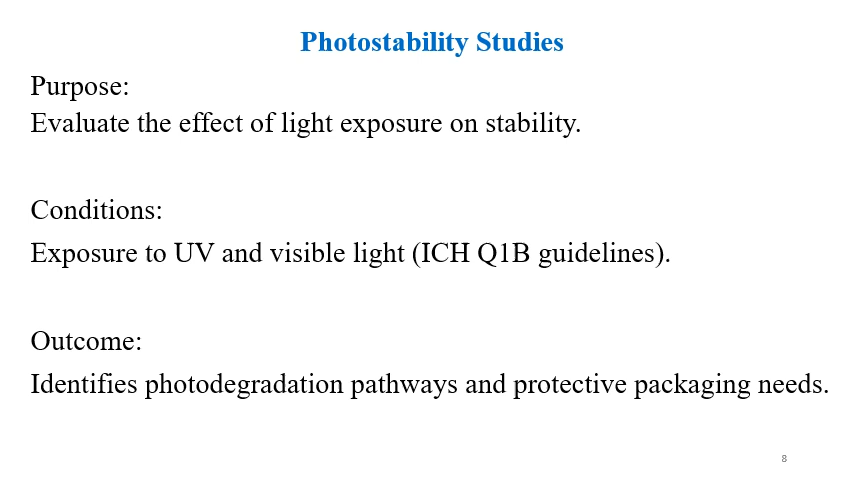 Photostability Studies
Purpose:
Evaluate the effect of light exposure on stability.
Conditions:
Exposure to UV and visible light (ICH Q1B guidelines).
Outcome:
Identifies photodegradation pathways and protective packaging needs.
8